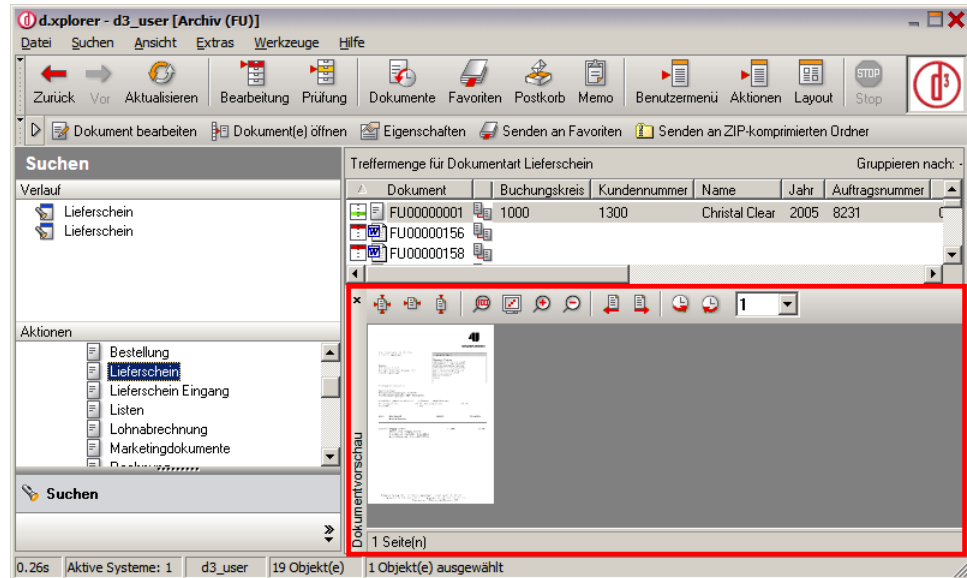 d.xplorer - d3_user [Archiv (FU)]
Datei Suchen Ansicht Extras Werkzeuge Hilfe
Zurück Vor Aktualisieren Bearbeitung Prüfung Dokumente Favoriten Postkorb Memo Benutzermenü Aktionen Layout Stop
STOP
d3
Dokument bearbeiten Dokument(e) öffnen Eigenschaften Senden an Favoriten Senden an ZIP-komprimierten Ordner
Suchen
Verlauf
Lieferschein
Lieferschein
Aktionen
Bestellung
Lieferschein
Lieferschein Eingang
Listen
Lohnabrechnung
Marketingdokumente
Suchen
Treffermenge für Dokumentart Lieferschein Gruppieren nach: -
Dokument Buchungskreis Kundennummer Name Jahr Auftragsnummer
FU00000001 1000 1300 Christal Clear 2005 8231
FU00000156
FU00000158
100
1
Dokumentvorschau
1 Seite(n)
0.26s Aktive Systeme: 1 d3_user 19 Objekt(e) 1 Objekt(e) ausgewählt